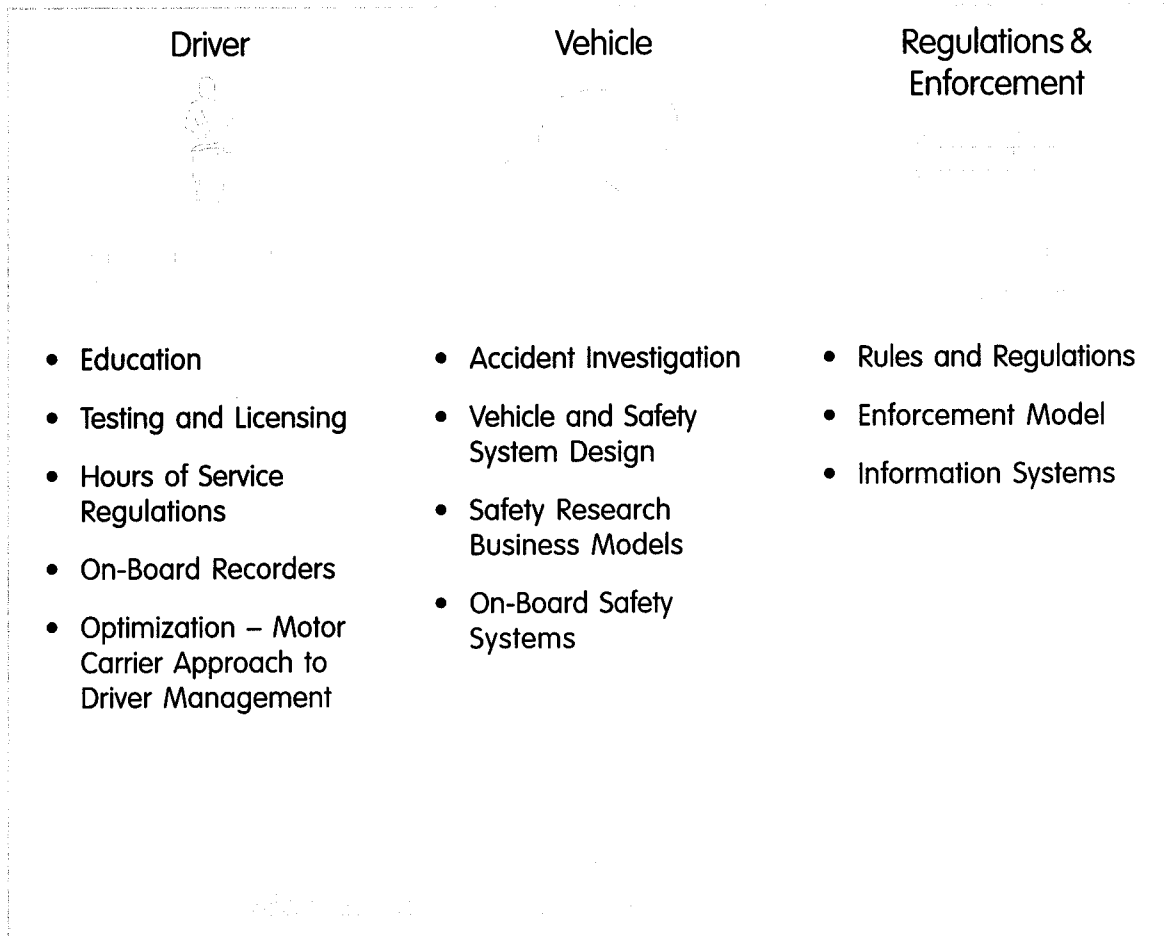 Driver
Vehicle
Regulations &
Enforcement
• Education
• Testing and Licensing
• Hours of Service
Regulations
• On-Board Recorders
• Optimization – Motor
Carrier Approach to
Driver Management
• Accident Investigation
• Vehicle and Safety
System Design
• Safety Research
Business Models
• On-Board Safety
Systems
• Rules and Regulations
• Enforcement Model
• Information Systems